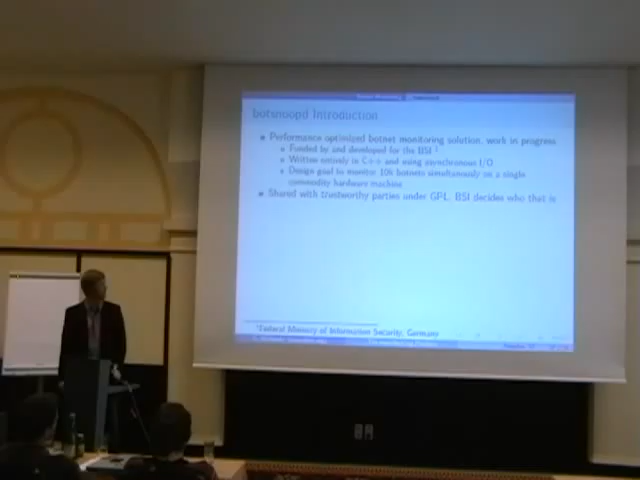 botsnoopd Introduction
Performance optimized botnet monitoring solution, work in progress
Funded by and developed for the BSI 1
Written entirely in C++ and using asynchronous I/O
Design goal to monitor 10k botnets simultaneously on a single
commodity hardware machine
Shared with trustworthy parties under GPL, BSI decides who that is
1Federal Ministry of Information Security, Germany